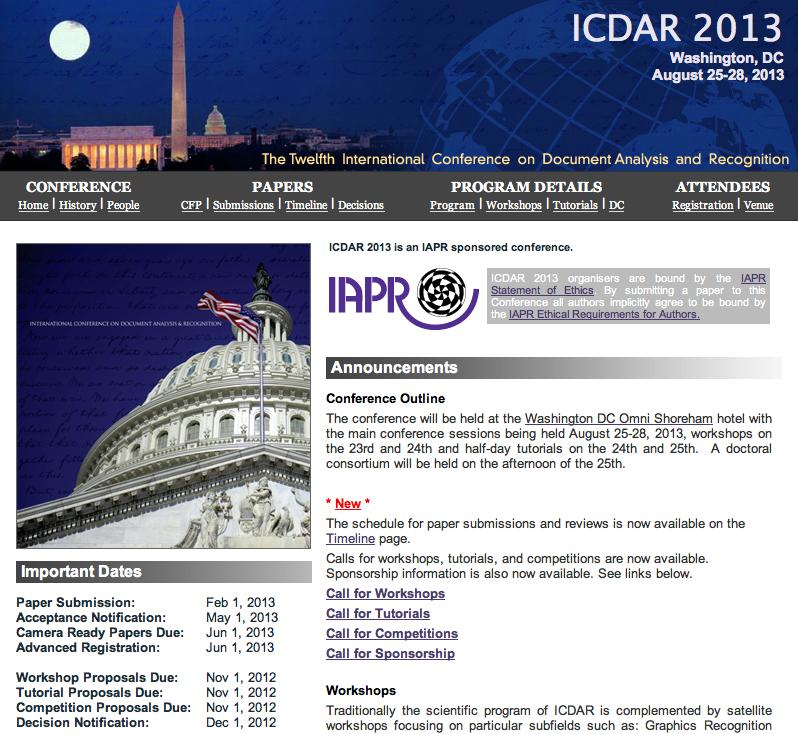 ICDAR 2013
Washington, DC
August 25-28, 2013
The Twelfth International Conference on Document Analysis and Recognition
CONFERENCE
Home | History | People
PAPERS
CFP | Submissions | Timeline | Decisions
PROGRAM DETAILS
Program | Workshops | Tutorials | DC
ATTENDEES
Registration | Venue
INTERNATIONAL CONFERENCE ON DOCUMENT ANALYSIS & RECOGNITION
Important Dates
Paper Submission: Feb 1, 2013
Acceptance Notification: May 1, 2013
Camera Ready Papers Due: Jun 1, 2013
Advanced Registration: Jun 1, 2013
Workshop Proposals Due: Nov 1, 2012
Tutorial Proposals Due: Nov 1, 2012
Competition Proposals Due: Nov 1, 2012
Decision Notification: Dec 1, 2012
ICDAR 2013 is an IAPR sponsored conference.
IAPR
ICDAR 2013 organisers are bound by the IAPR
Statement of Ethics. By submitting a paper to this
Conference all authors implicitly agree to be bound by
the IAPR Ethical Requirements for Authors.
Announcements
Conference Outline
The conference will be held at the Washington DC Omni Shoreham hotel with
the main conference sessions being held August 25-28, 2013, workshops on
the 23rd and 24th and half-day tutorials on the 24th and 25th. A doctoral
consortium will be held on the afternoon of the 25th.
* New *
The schedule for paper submissions and reviews is now available on the
Timeline page.
Calls for workshops, tutorials, and competitions are now available.
Sponsorship information is also now available. See links below.
Call for Workshops
Call for Tutorials
Call for Competitions
Call for Sponsorship
Workshops
Traditionally the scientific program of ICDAR is complemented by satellite
workshops focusing on particular subfields such as: Graphics Recognition